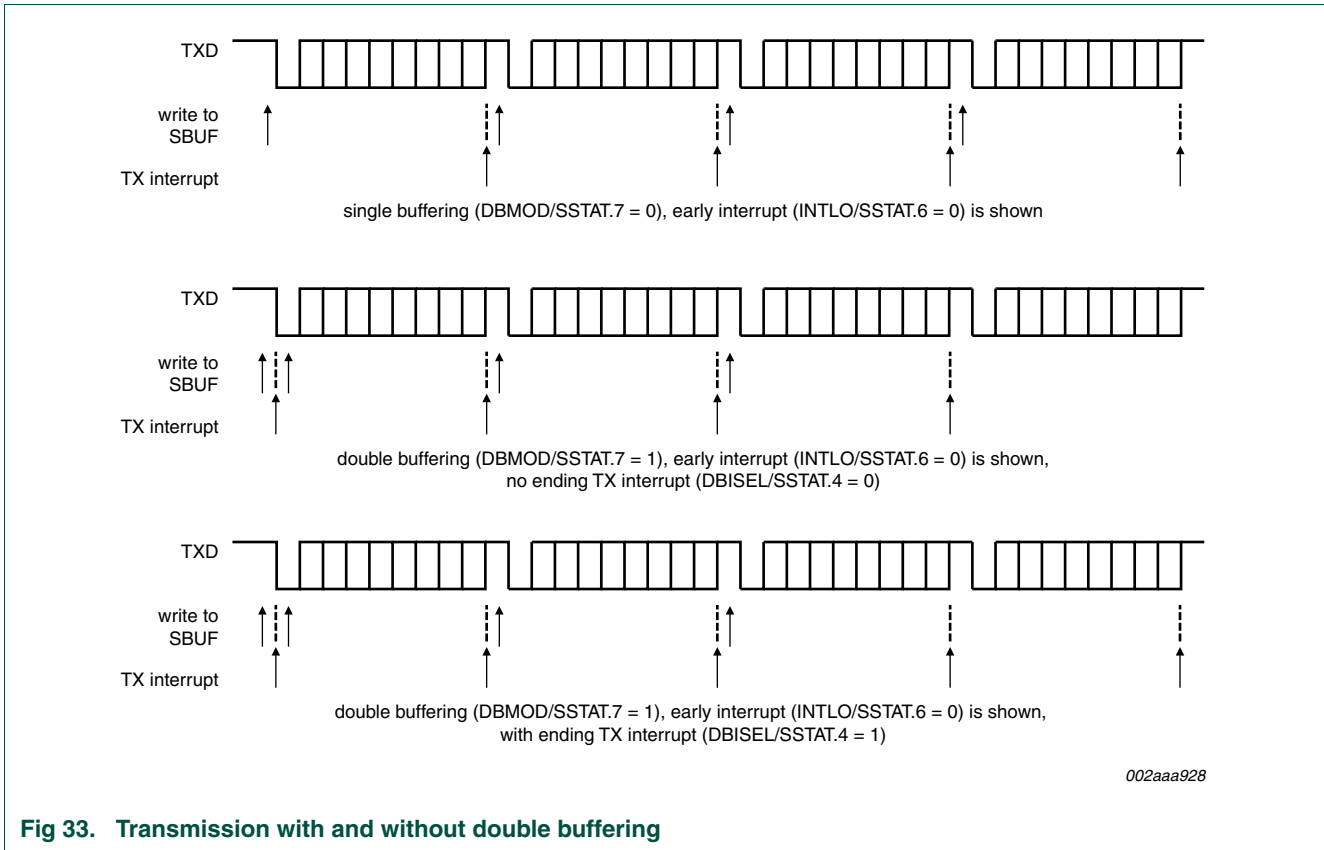 TXD
write to
SBUF
TX interrupt
single buffering (DBMOD/SSTAT.7 = 0), early interrupt (INTLO/SSTAT.6 = 0) is shown
TXD
write to
SBUF
TX interrupt
double buffering (DBMOD/SSTAT.7 = 1), early interrupt (INTLO/SSTAT.6 = 0) is shown,
no ending TX interrupt (DBISEL/SSTAT.4 = 0)
TXD
write to
SBUF
TX interrupt
double buffering (DBMOD/SSTAT.7 = 1), early interrupt (INTLO/SSTAT.6 = 0) is shown,
with ending TX interrupt (DBISEL/SSTAT.4 = 1)
002aaa928
Fig 33. Transmission with and without double buffering